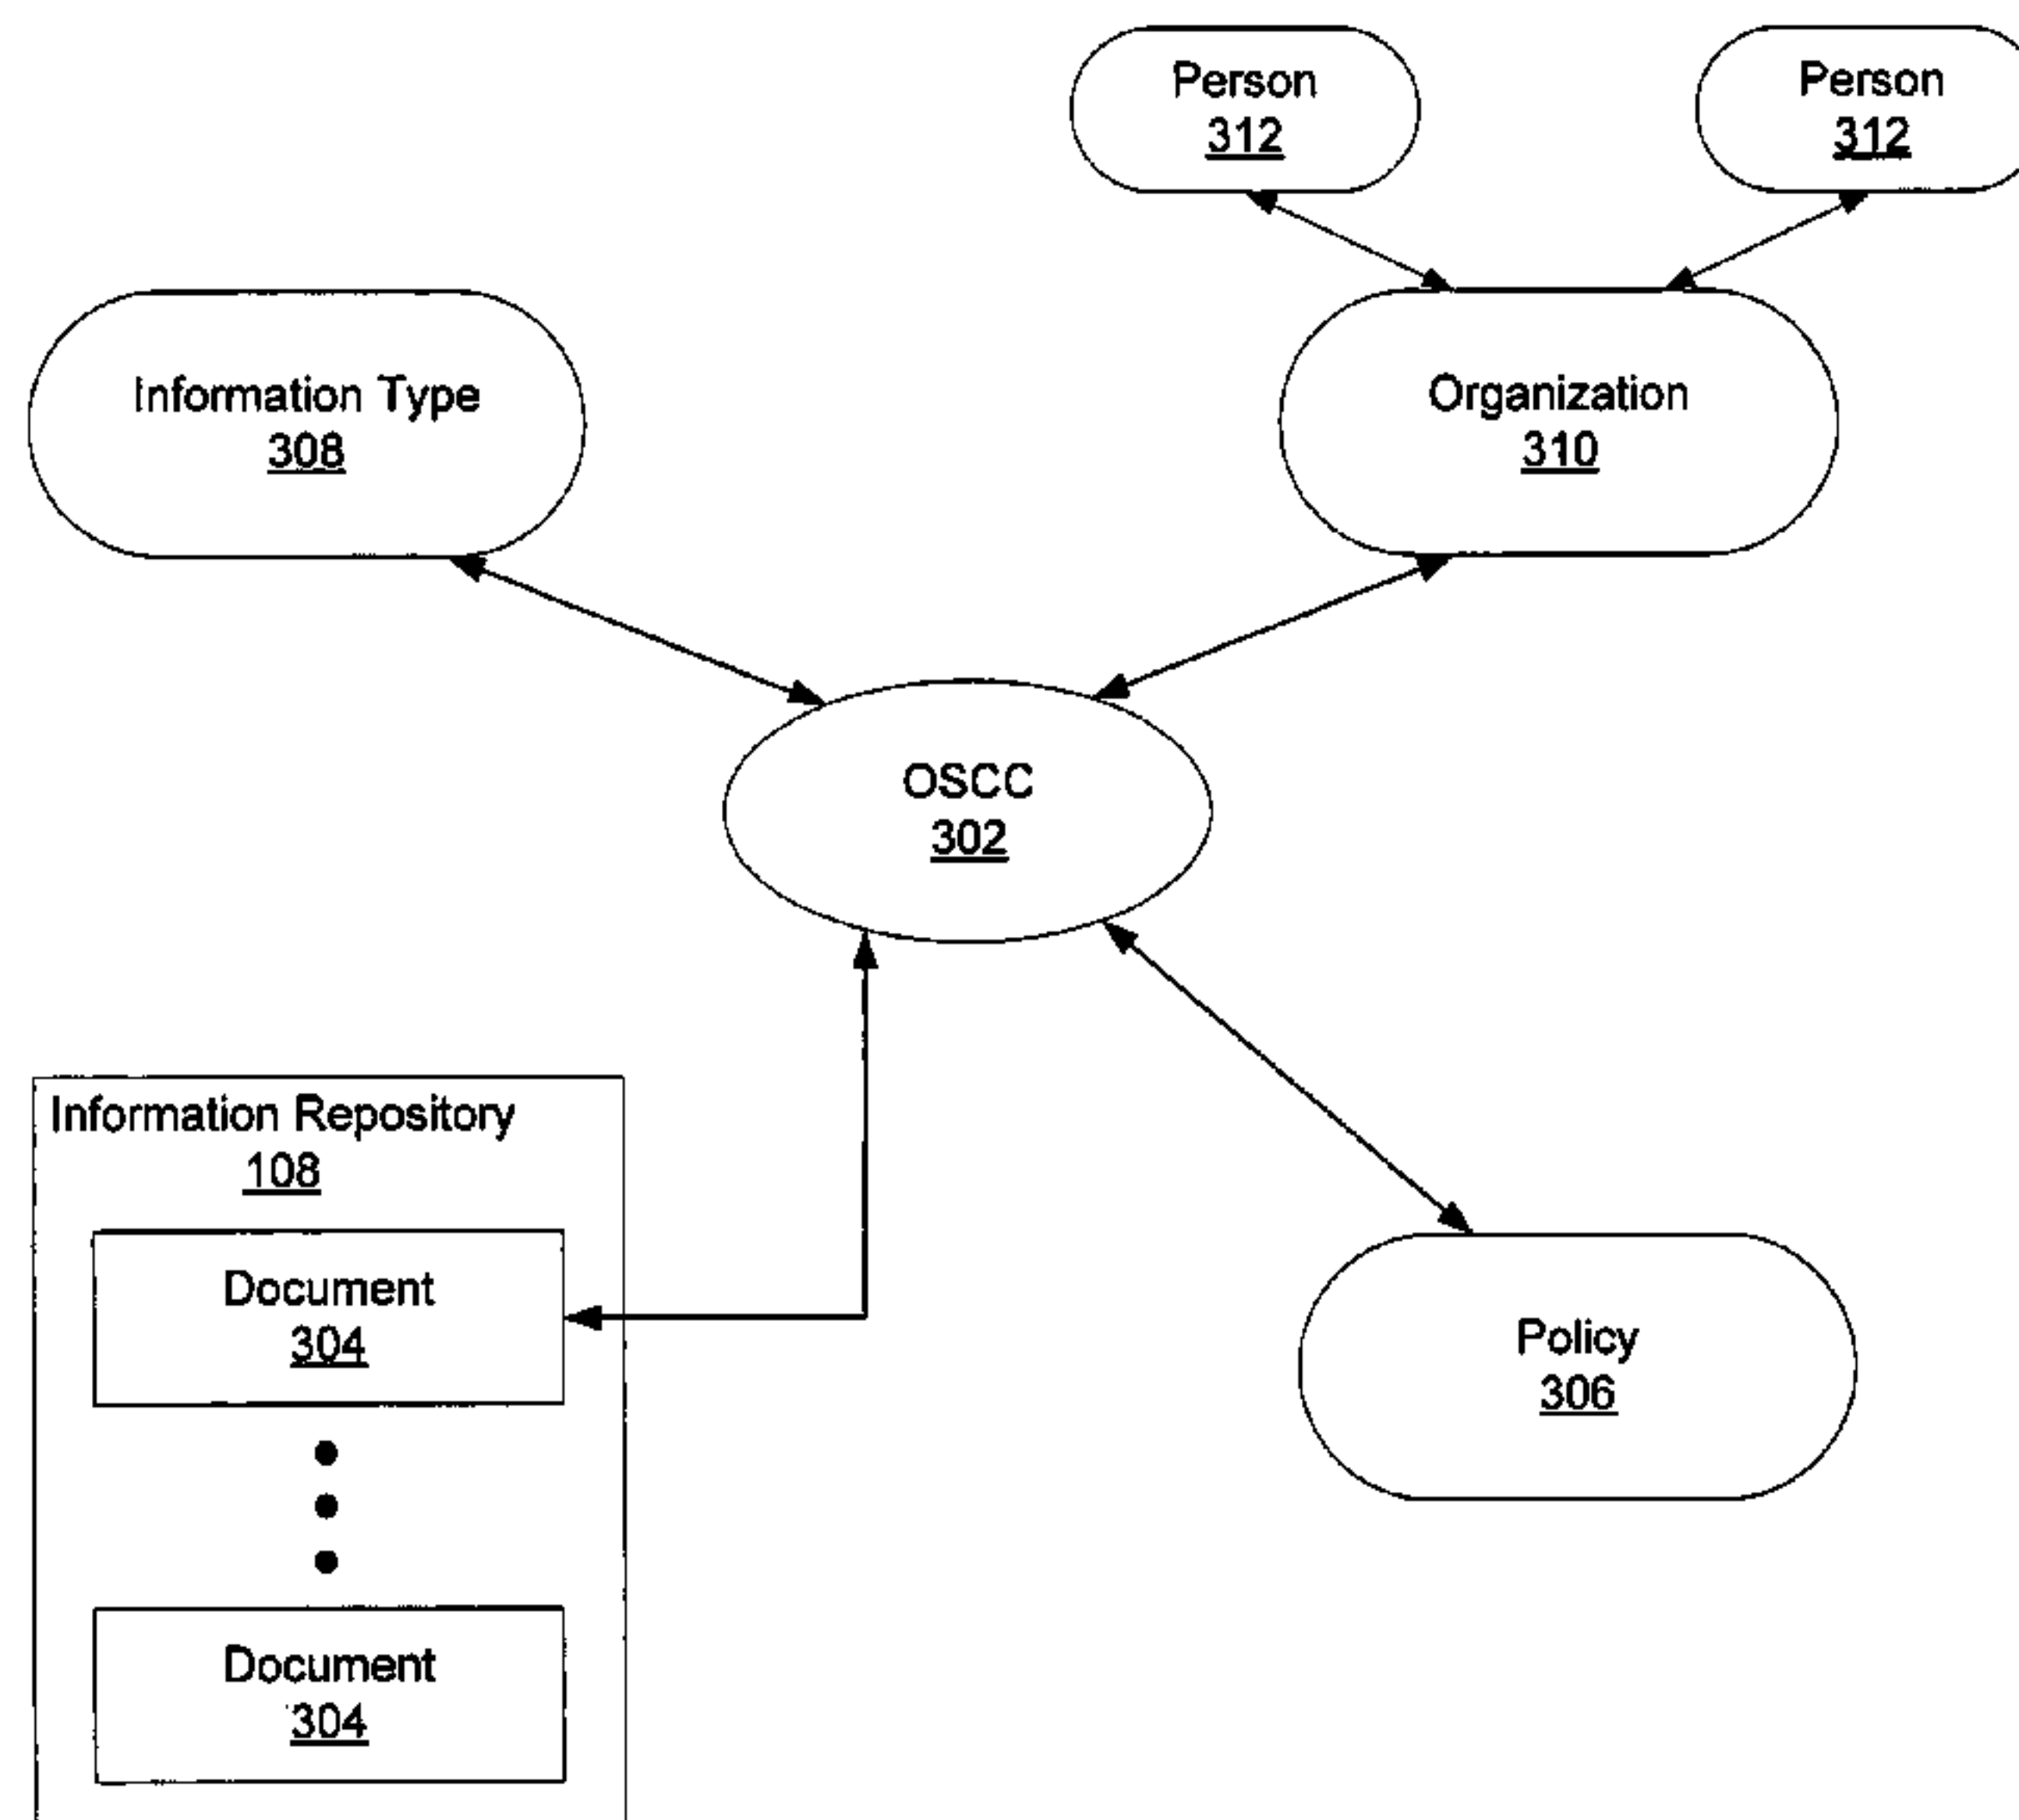 Person
312
Person
312
Information Type
308
Organization
310
OSCC
302
Information Repository
108
Document
304
Policy
306
Document
304